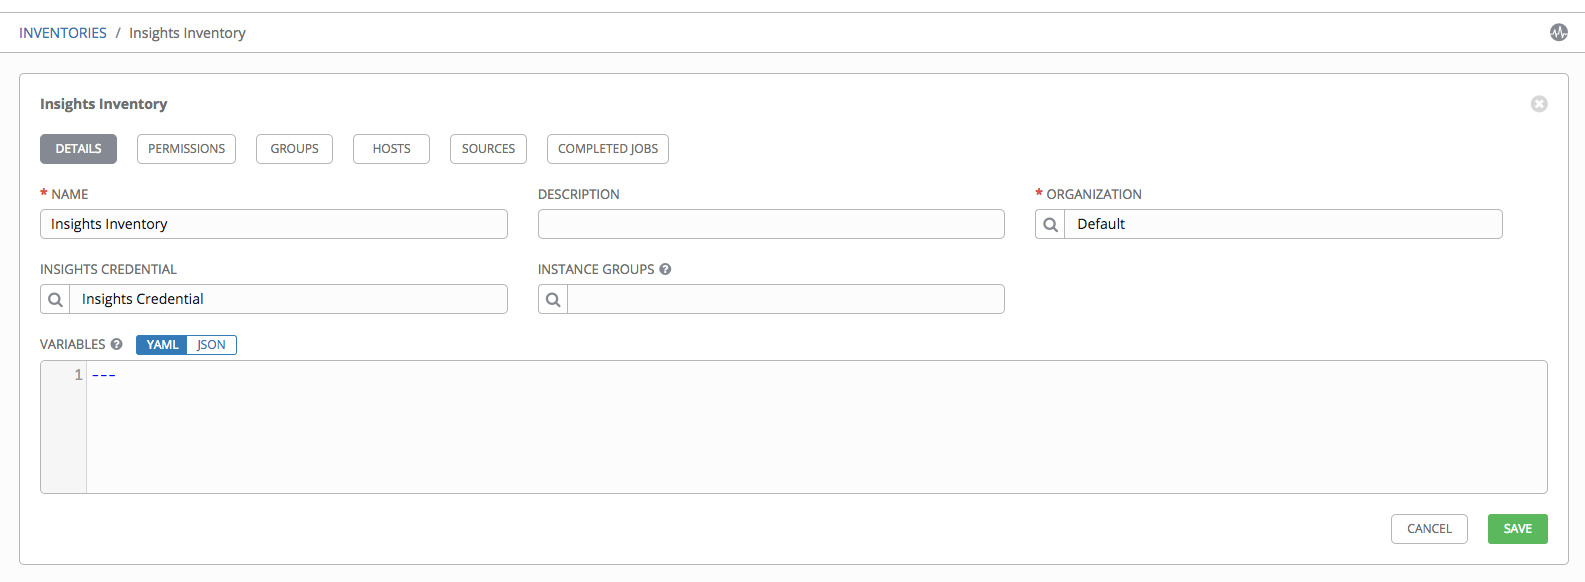 INVENTORIES / Insights Inventory
Insights Inventory
DETAILS PERMISSIONS GROUPS HOSTS SOURCES COMPLETED JOBS
* NAME DESCRIPTION * ORGANIZATION
Insights Inventory Default
INSIGHTS CREDENTIAL INSTANCE GROUPS ?
Insights Credential
VARIABLES ? YAML JSON
1 ---
CANCEL SAVE